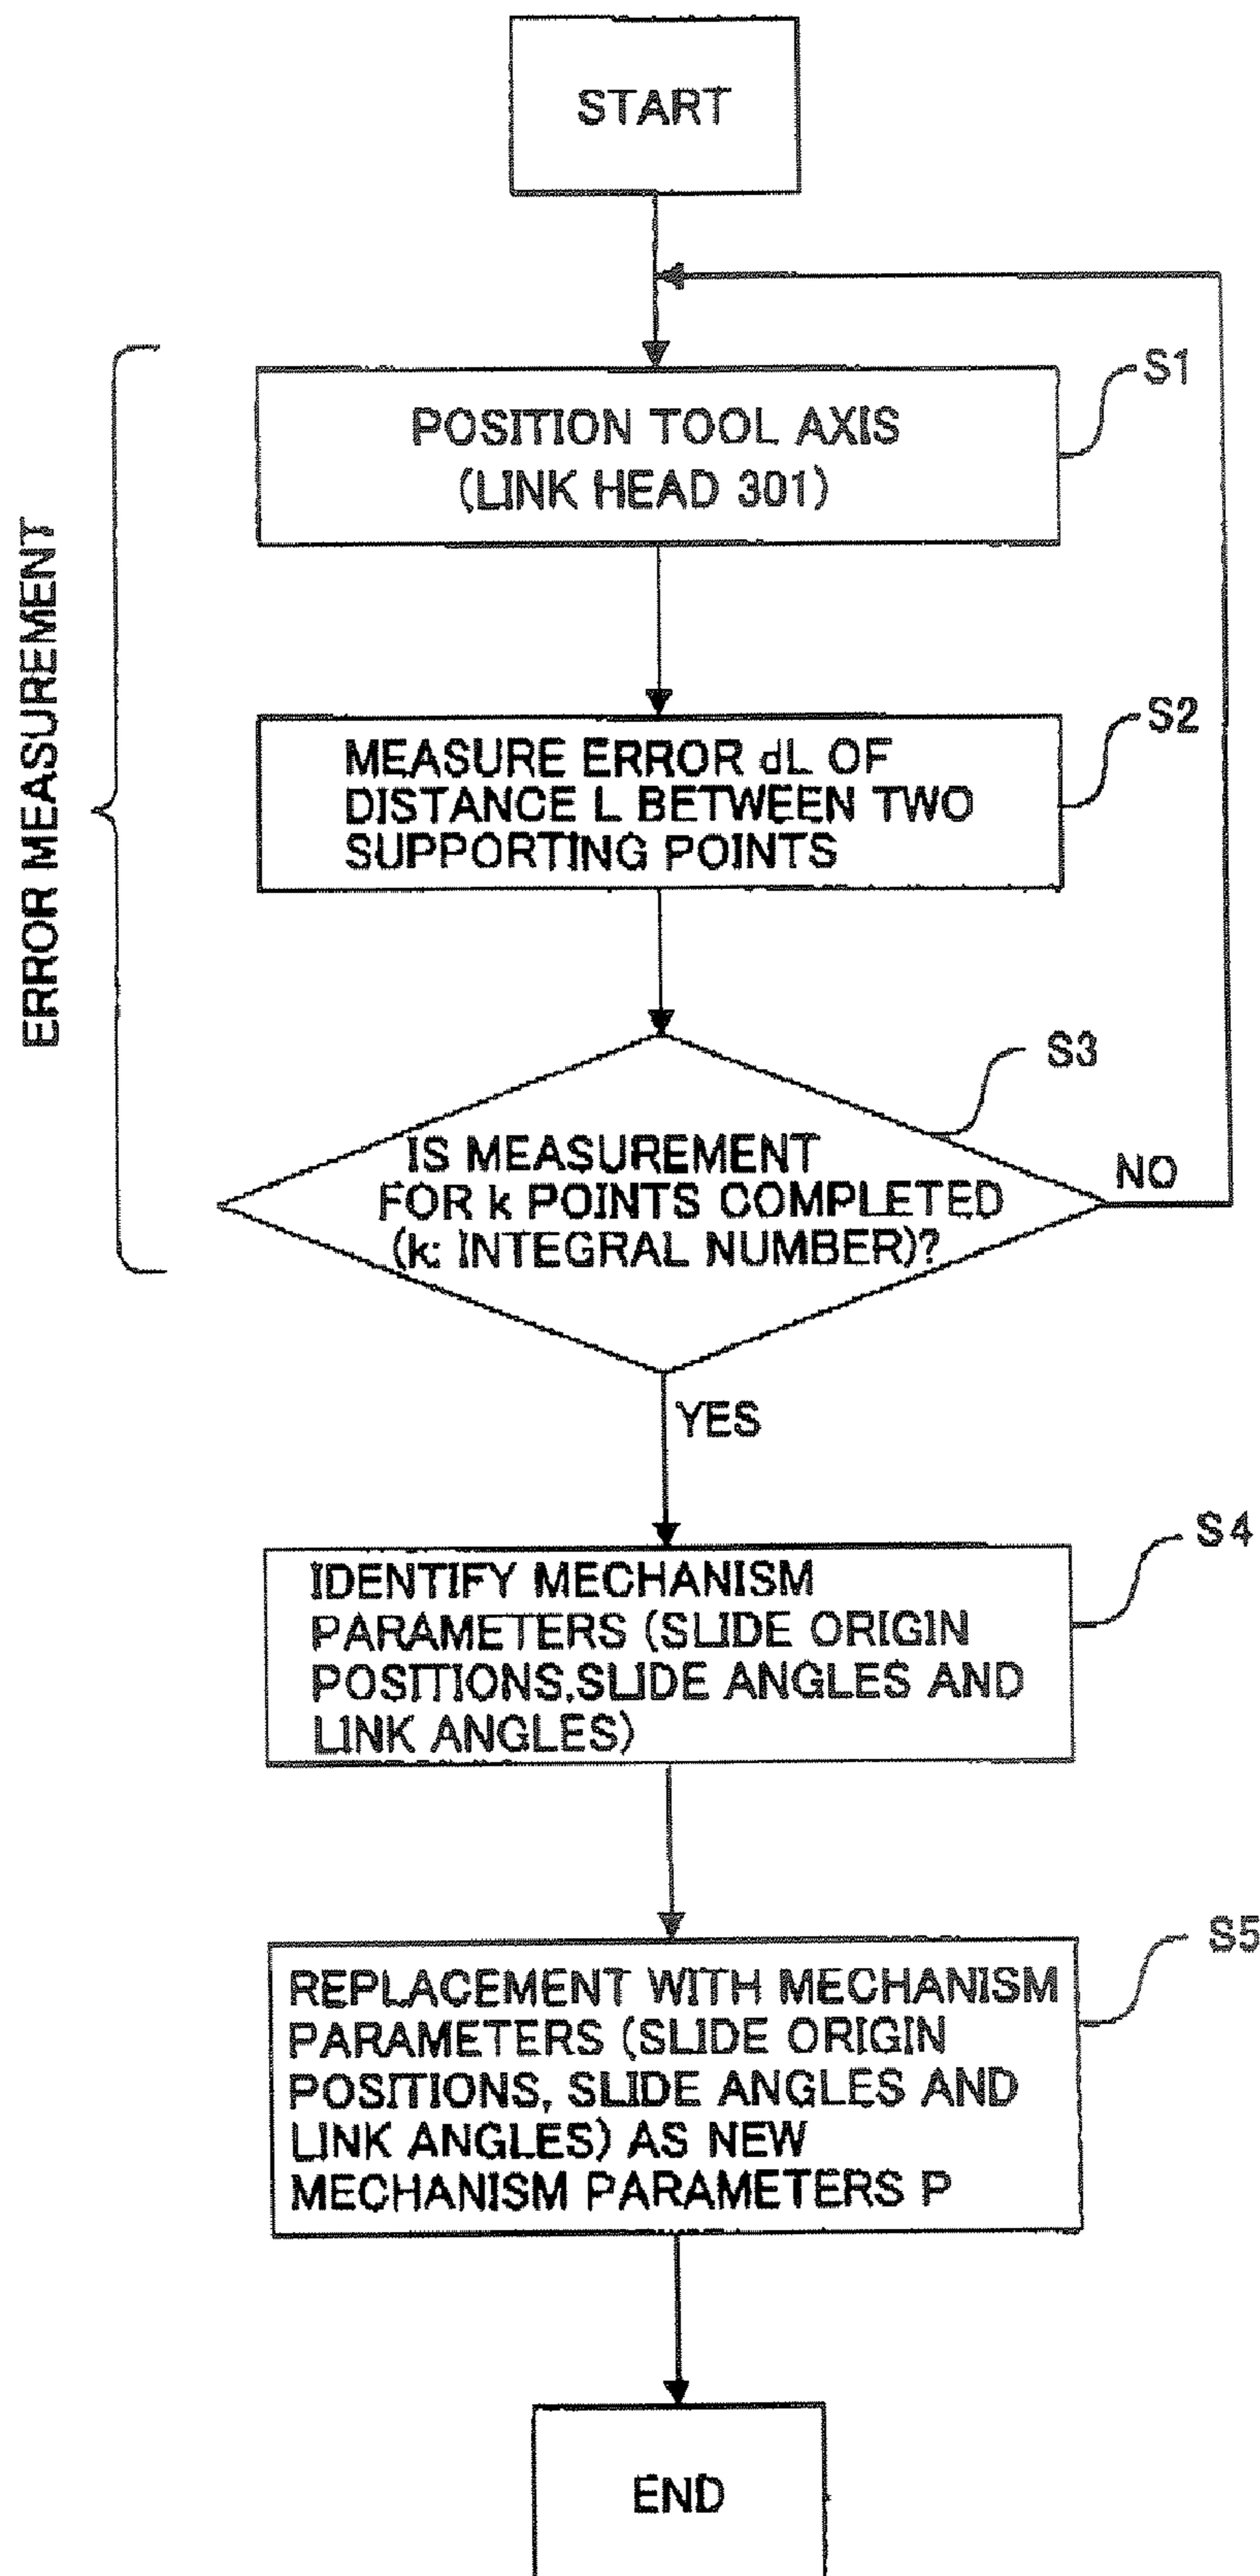 START
S1
POSITION TOOL AXIS
(LINK HEAD 301)
ERROR MEASUREMENT
S2
MEASURE ERROR dL OF
DISTANCE L BETWEEN TWO
SUPPORTING POINTS
S3
IS MEASUREMENT
FOR k POINTS COMPLETED
(k: INTEGRAL NUMBER)?
NO
YES
S4
IDENTIFY MECHANISM
PARAMETERS (SLIDE ORIGIN
POSITIONS,SLIDE ANGLES AND
LINK ANGLES)
S5
REPLACEMENT WITH MECHANISM
PARAMETERS (SLIDE ORIGIN
POSITIONS, SLIDE ANGLES AND
LINK ANGLES) AS NEW
MECHANISM PARAMETERS P
END